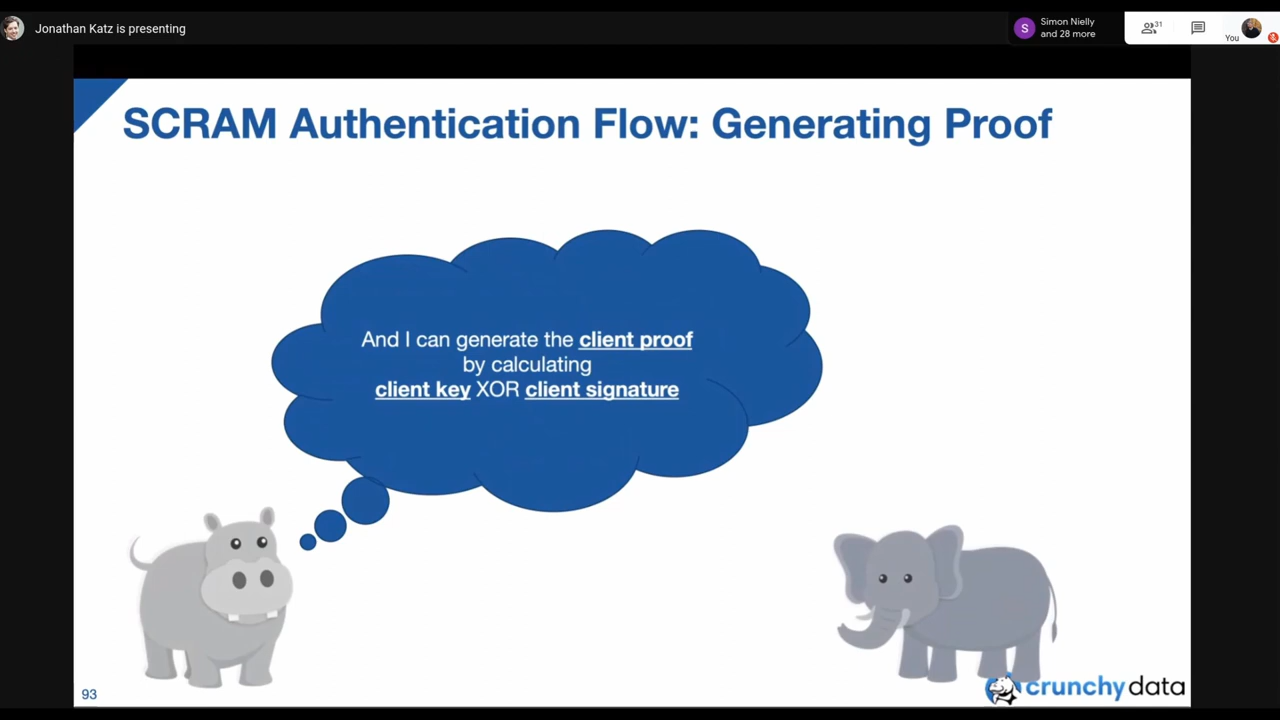 Jonathan Katz is presenting
Simon Nielly
and 28 more
S
31
You
SCRAM Authentication Flow: Generating Proof
And I can generate the client proof
by calculating
client key XOR client signature
93
crunchy data